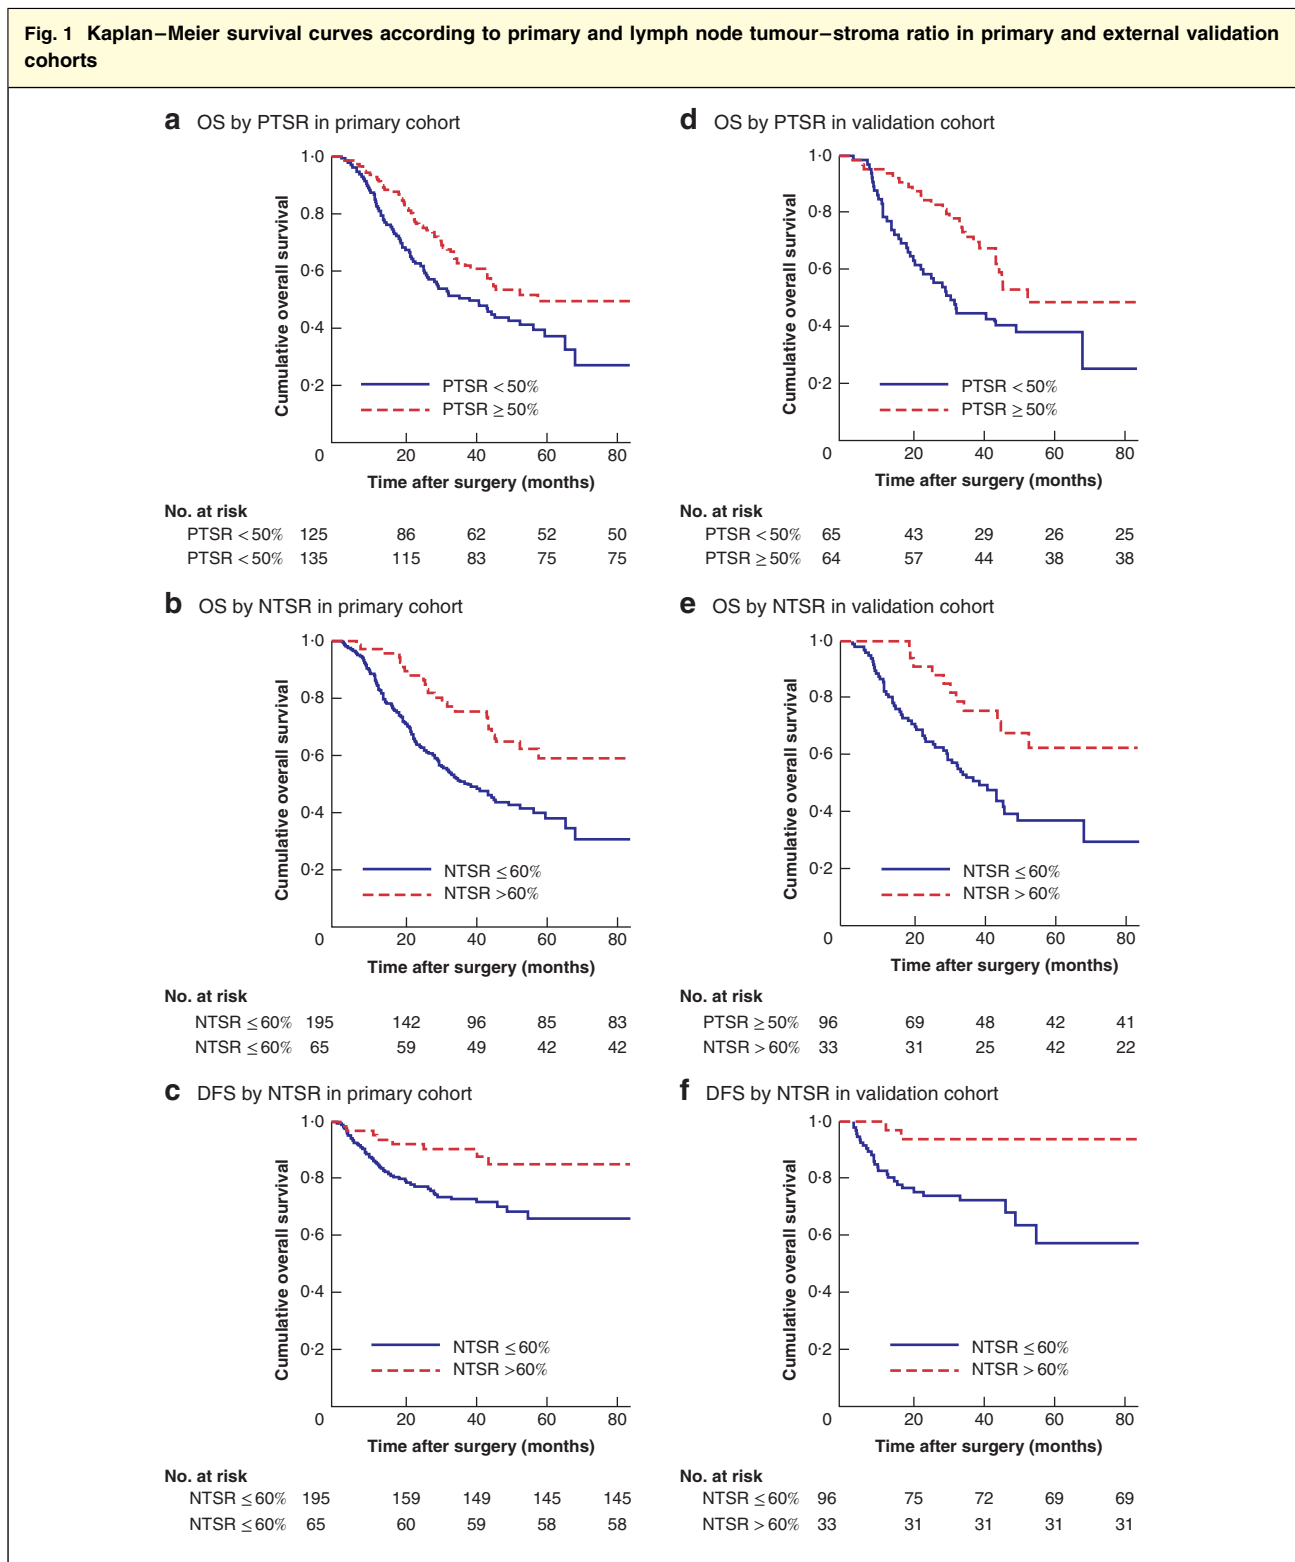 Fig. 1 Kaplan–Meier survival curves according to primary and lymph node tumour–stroma ratio in primary and external validation
cohorts
a OS by PTSR in primary cohort
1·0
0·8
0·6
0·4
0·2
0
20
40
60
80
Cumulative overall survival
PTSR < 50%
PTSR ≥ 50%
Time after surgery (months)
No. at risk
PTSR < 50% 125 86 62 52 50
PTSR < 50% 135 115 83 75 75
d OS by PTSR in validation cohort
1·0
0·8
0·6
0·4
0·2
0
20
40
60
80
Cumulative overall survival
PTSR < 50%
PTSR ≥ 50%
Time after surgery (months)
No. at risk
PTSR < 50% 65 43 29 26 25
PTSR ≥ 50% 64 57 44 38 38
b OS by NTSR in primary cohort
1·0
0·8
0·6
0·4
0·2
0
20
40
60
80
Cumulative overall survival
NTSR ≤ 60%
NTSR >60%
Time after surgery (months)
No. at risk
NTSR ≤ 60% 195 142 96 85 83
NTSR ≤ 60% 65 59 49 42 42
e OS by NTSR in validation cohort
1·0
0·8
0·6
0·4
0·2
0
20
40
60
80
Cumulative overall survival
NTSR ≤ 60%
NTSR > 60%
Time after surgery (months)
No. at risk
PTSR ≥ 50% 96 69 48 42 41
NTSR > 60% 33 31 25 42 22
c DFS by NTSR in primary cohort
1·0
0·8
0·6
0·4
0·2
0
20
40
60
80
Cumulative overall survival
NTSR ≤ 60%
NTSR >60%
Time after surgery (months)
No. at risk
NTSR ≤ 60% 195 159 149 145 145
NTSR ≤ 60% 65 60 59 58 58
f DFS by NTSR in validation cohort
1·0
0·8
0·6
0·4
0·2
0
20
40
60
80
Cumulative overall survival
NTSR ≤ 60%
NTSR > 60%
Time after surgery (months)
No. at risk
NTSR ≤ 60% 96 75 72 69 69
NTSR > 60% 33 31 31 31 31